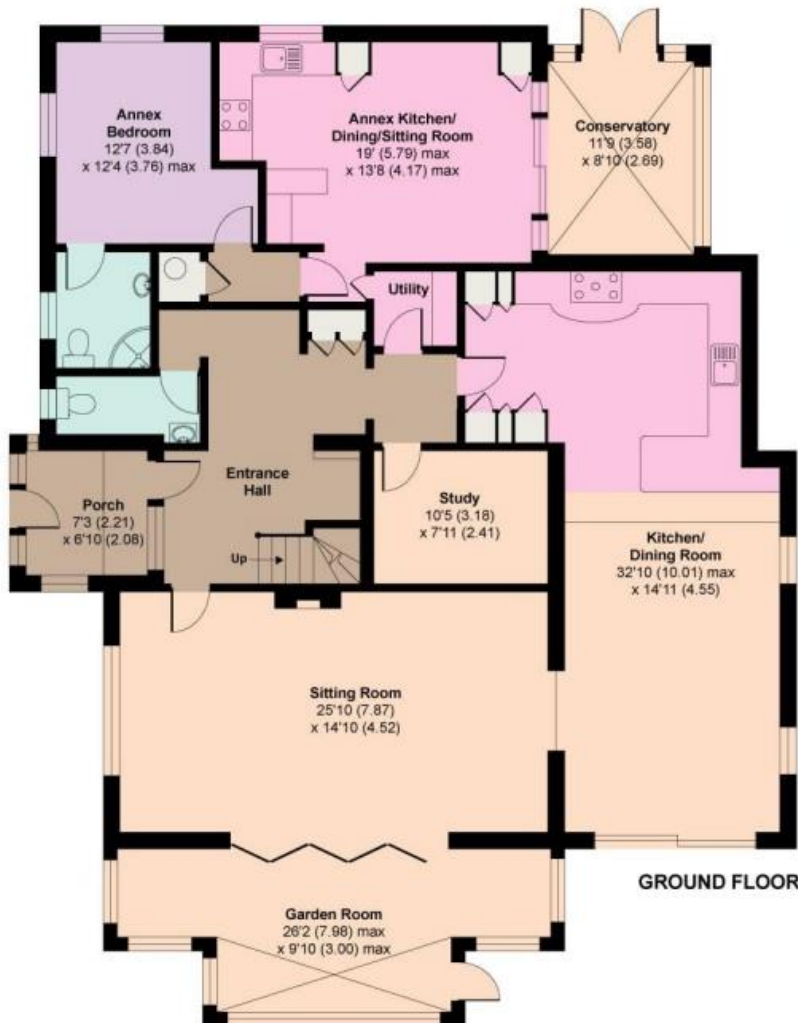 Annex
Bedroom
12'7 (3.84)
x 12'4 (3.76) max
Annex Kitchen/
Dining/Sitting Room
19' (5.79) max
x 13'8 (4.17) max
Conservatory
11'9 (3.58)
x 8'10 (2.69)
Utility
Entrance
Hall
Porch
7'3 (2.21)
x 6'10 (2.08)
Up
Study
10'5 (3.18)
x 7'11 (2.41)
Kitchen/
Dining Room
32'10 (10.01) max
x 14'11 (4.55)
Sitting Room
25'10 (7.87)
x 14'10 (4.52)
GROUND FLOOR
Garden Room
26'2 (7.98) max
x 9'10 (3.00) max